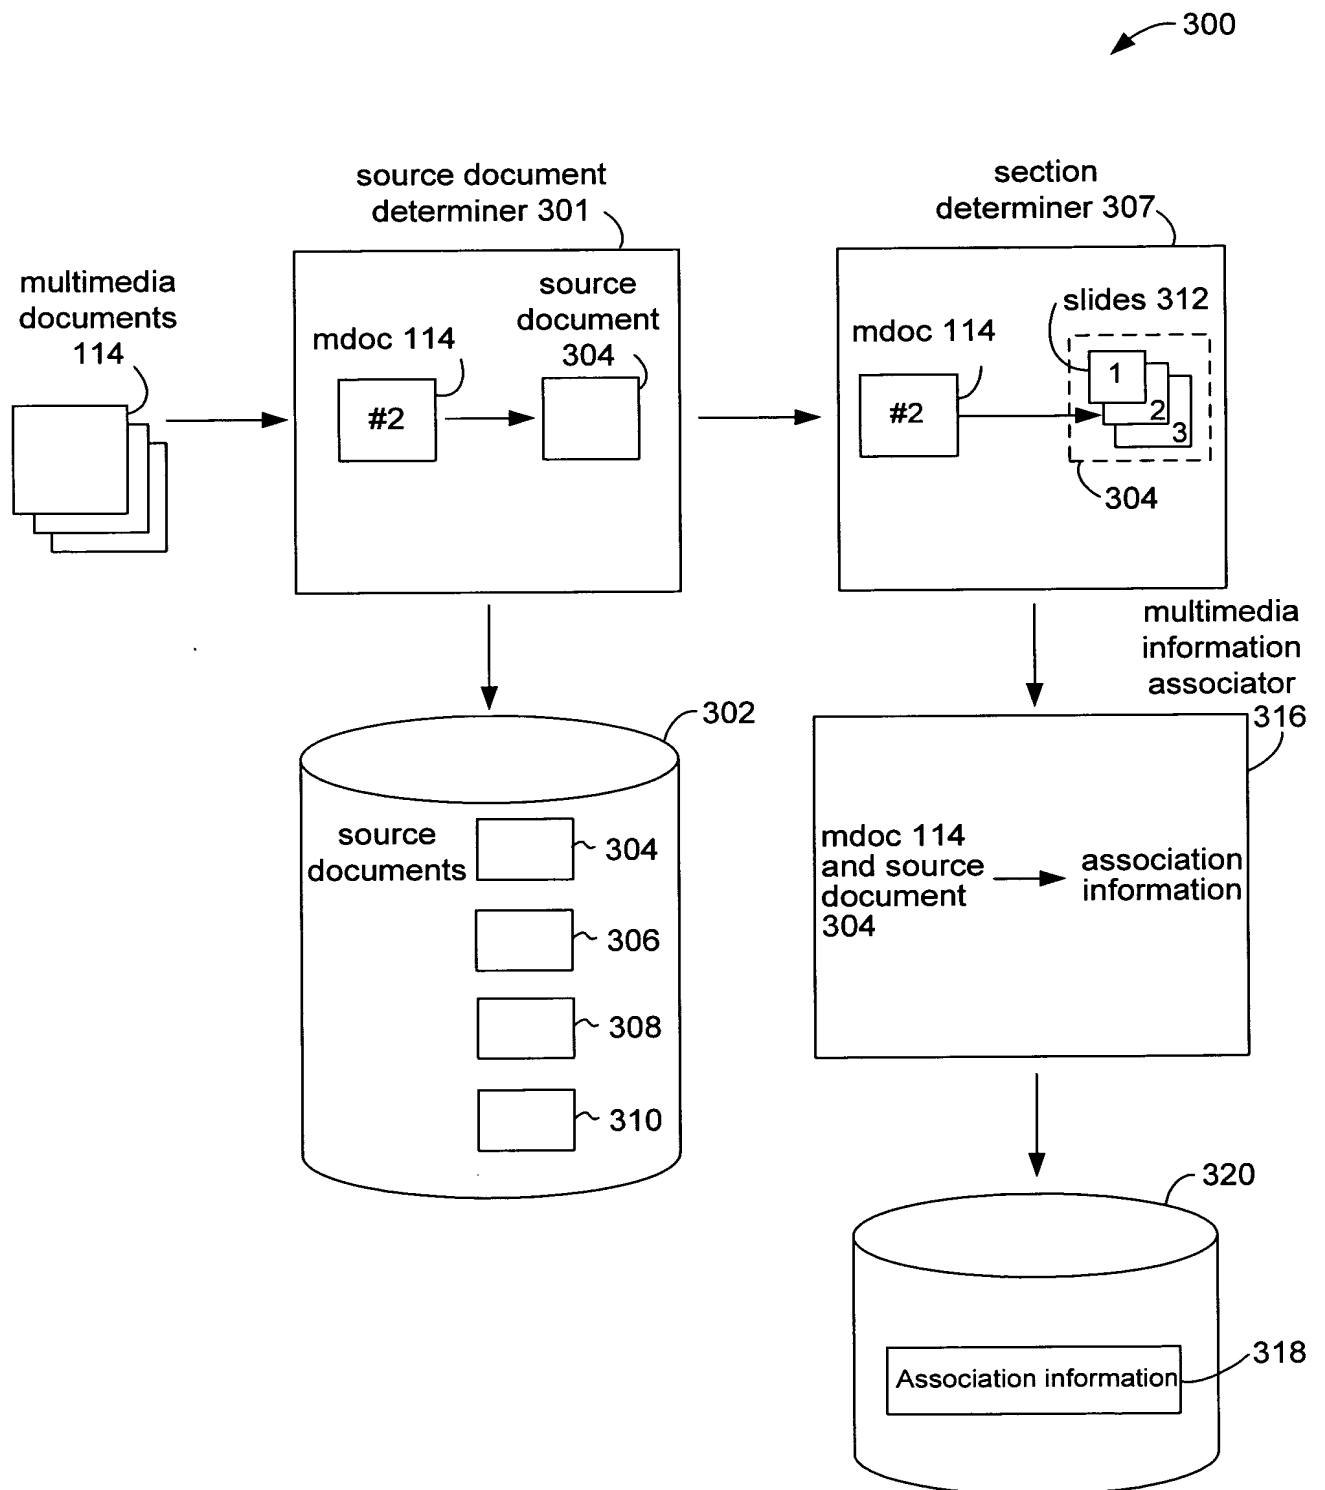 300
source document
determiner 301
section
determiner 307
multimedia
documents
114
mdoc 114
#2
source
document
304
mdoc 114
#2
slides 312
1
2
3
304
multimedia
information
associator
316
302
source
documents
304
306
308
310
mdoc 114
and source
document
304
association
information
320
Association information
318